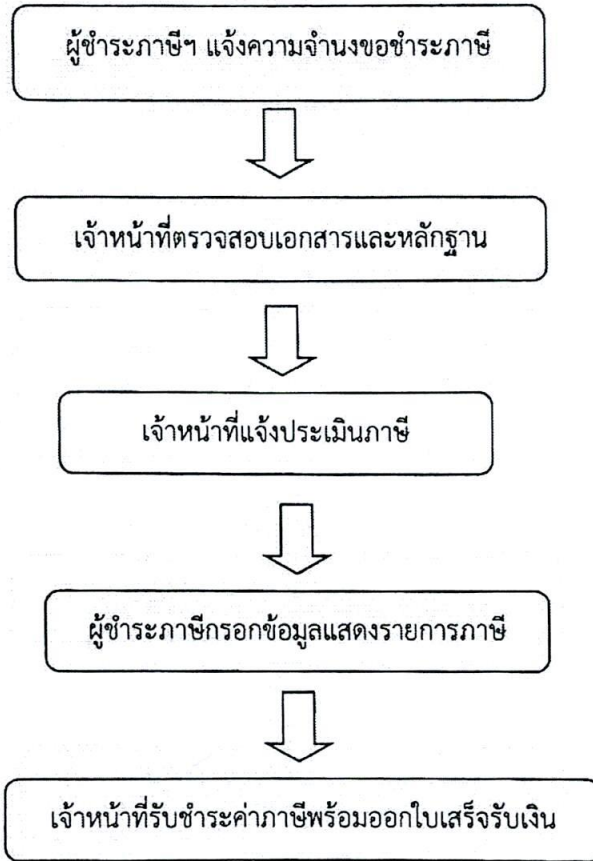 ผู้ชำระภาษีฯ แจ้งความจำนงขอชำระภาษี
เจ้าหน้าที่ตรวจสอบเอกสารและหลักฐาน
เจ้าหน้าที่แจ้งประเมินภาษี
ผู้ชำระภาษีกรอกข้อมูลแสดงรายการภาษี
เจ้าหน้าที่รับชำระค่าภาษีพร้อมออกใบเสร็จรับเงิน